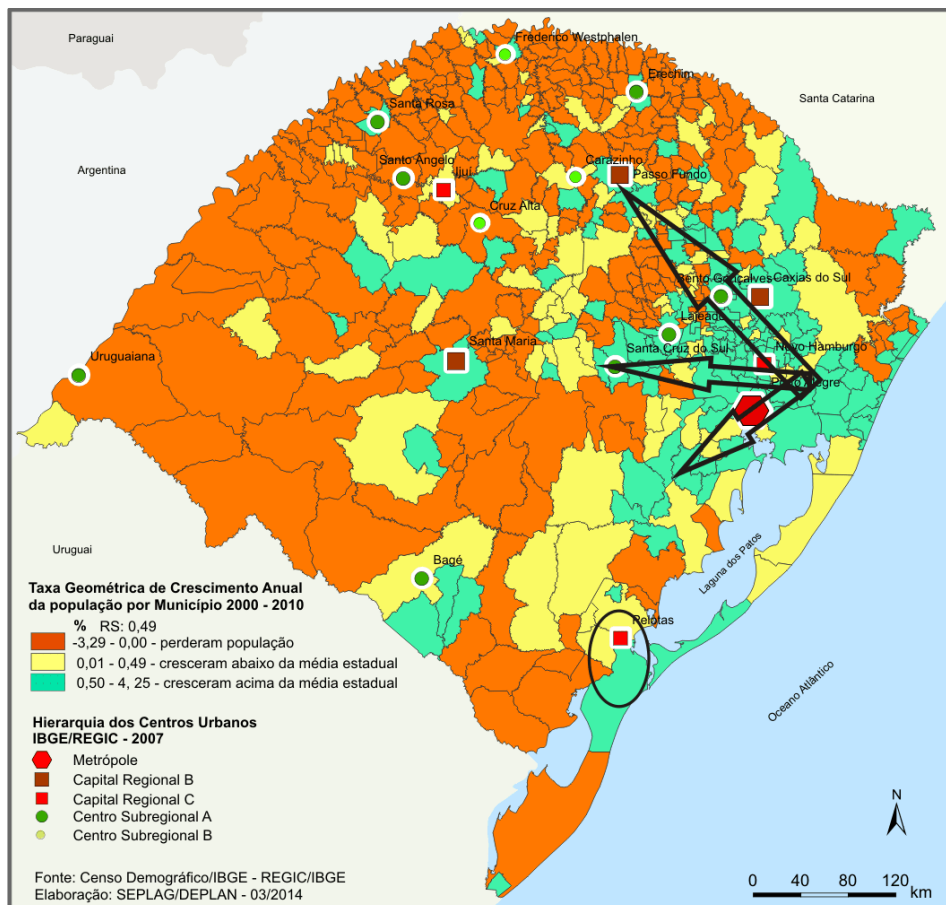 Paraguai
Frederico Westphalen
Erechim
Santa Catarina
Santa Rosa
Argentina
Santo Ângelo
Ijuí
Carazinho
Passo Fundo
Cruz Alta
Bento Gonçalves
Caxias do Sul
Lajeado
Santa Maria
Santa Cruz do Sul
Novo Hamburgo
Uruguaiana
Porto Alegre
Uruguai
Bagé
Laguna dos Patos
Pelotas
Oceano Atlântico
Taxa Geométrica de Crescimento Anual
da população por Município 2000 - 2010
% RS: 0,49
-3,29 - 0,00 - perderam população
0,01 - 0,49 - cresceram abaixo da média estadual
0,50 - 4, 25 - cresceram acima da média estadual
Hierarquia dos Centros Urbanos
IBGE/REGIC - 2007
Metrópole
Capital Regional B
Capital Regional C
Centro Subregional A
Centro Subregional B
N
km
0 40 80 120
Fonte: Censo Demográfico/IBGE - REGIC/IBGE
Elaboração: SEPLAG/DEPLAN - 03/2014